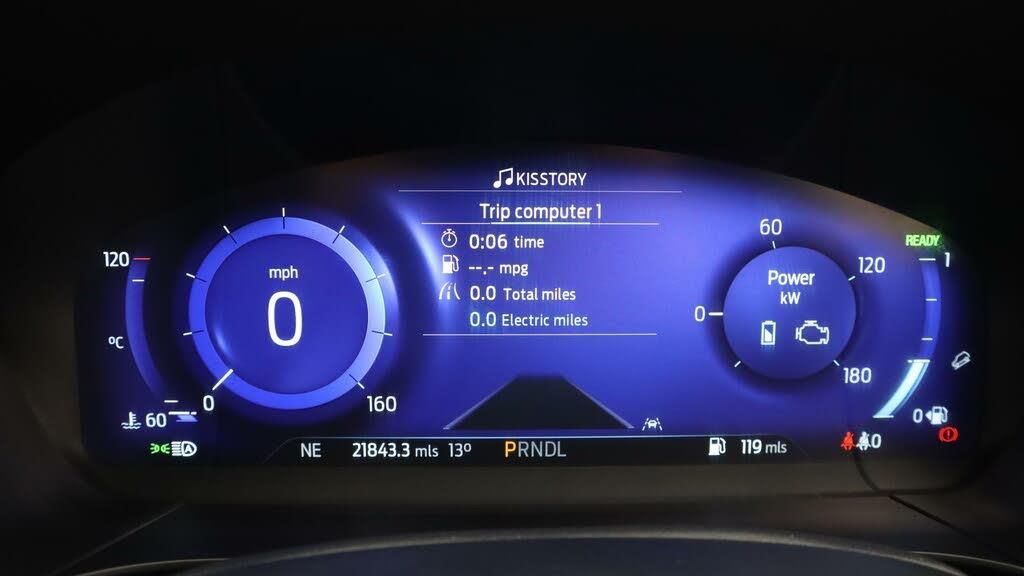 KISSTORY
Trip computer 1
0:06 time
--.- mpg
0.0 Total miles
0.0 Electric miles
120
°C
60
mph
0
0
160
Power
kW
0
60
120
180
READY
1
0
NE 21843.3 mls 13° PRNDL 119 mls
0